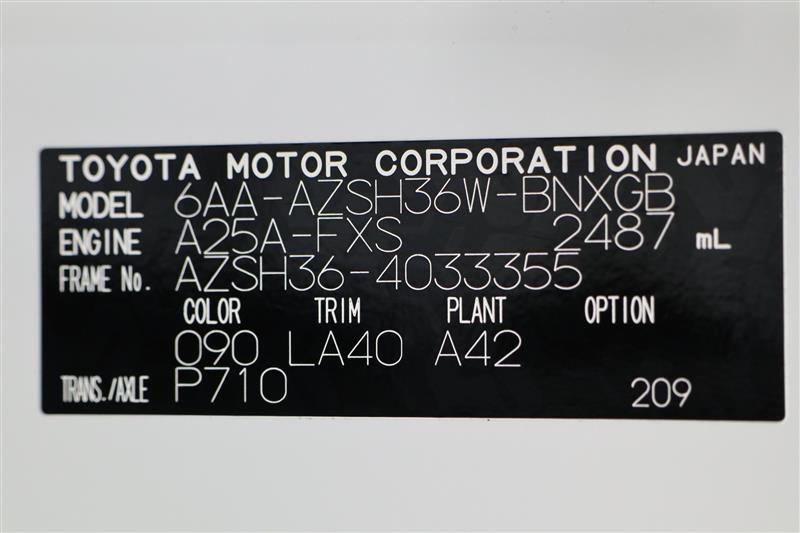 TOYOTA MOTOR CORPORATION JAPAN
MODEL 6AA-AZSH36W-BNXGB
ENGINE A25A-FXS 2487 mL
FRAME No. AZSH36-4033355
COLOR TRIM PLANT OPTION
090 LA40 A42
TRANS./AXLE P710 209